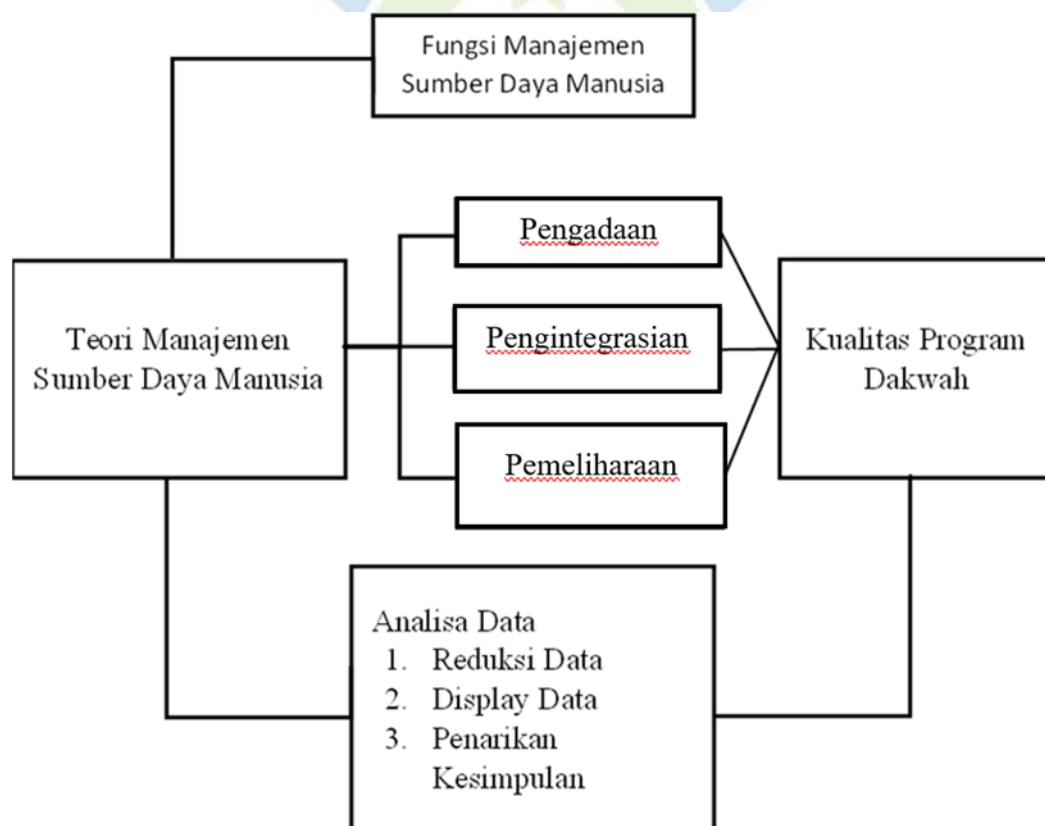 Fungsi Manajemen
Sumber Daya Manusia
Pengadaan
Teori Manajemen
Sumber Daya Manusia
Pengintegrasian
Kualitas Program
Dakwah
Pemeliharaan
Analisa Data
1. Reduksi Data
2. Display Data
3. Penarikan
Kesimpulan